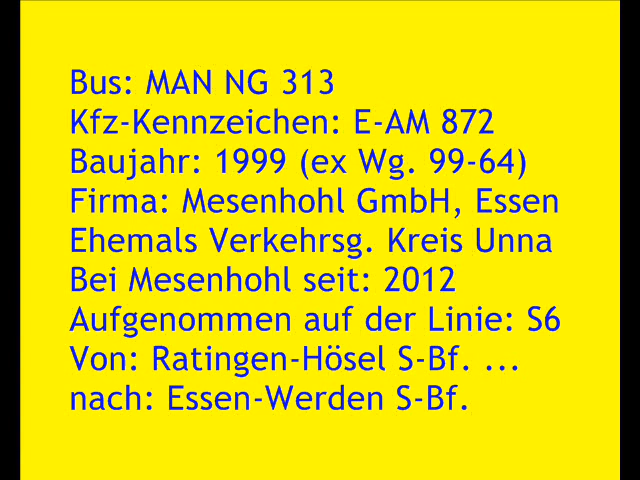 Bus: MAN NG 313
Kfz-Kennzeichen: E-AM 872
Baujahr: 1999 (ex Wg. 99-64)
Firma: Mesenhohl GmbH, Essen
Ehemals Verkehrsg. Kreis Unna
Bei Mesenhohl seit: 2012
Aufgenommen auf der Linie: S6
Von: Ratingen-Hösel S-Bf. ...
nach: Essen-Werden S-Bf.